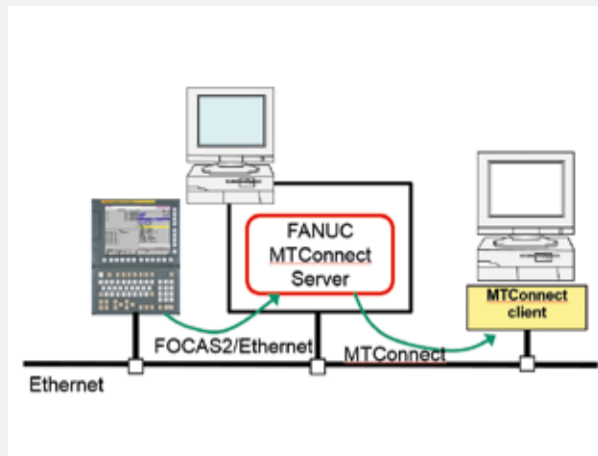 FANUC
MTConnect
Server
MTConnect
client
FOCAS2/Ethernet
MTConnect
Ethernet